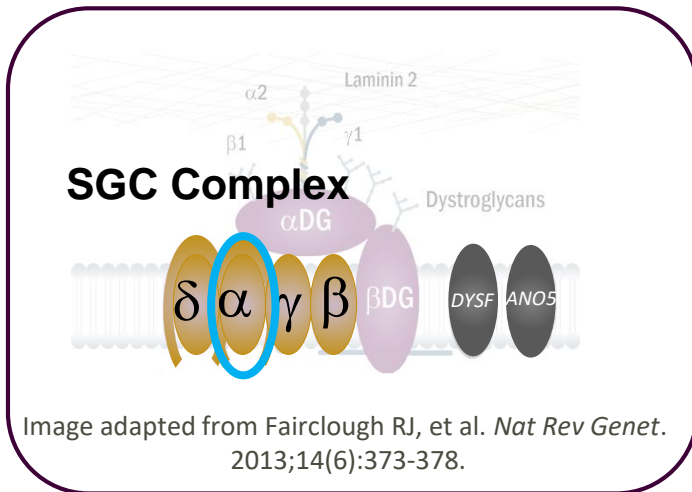 Laminin 2
α2
β1
γ1
SGC Complex
Dystroglycans
αDG
δ α γ β βDG DYSF ANO5
Image adapted from Fairclough RJ, et al. Nat Rev Genet.
2013;14(6):373-378.